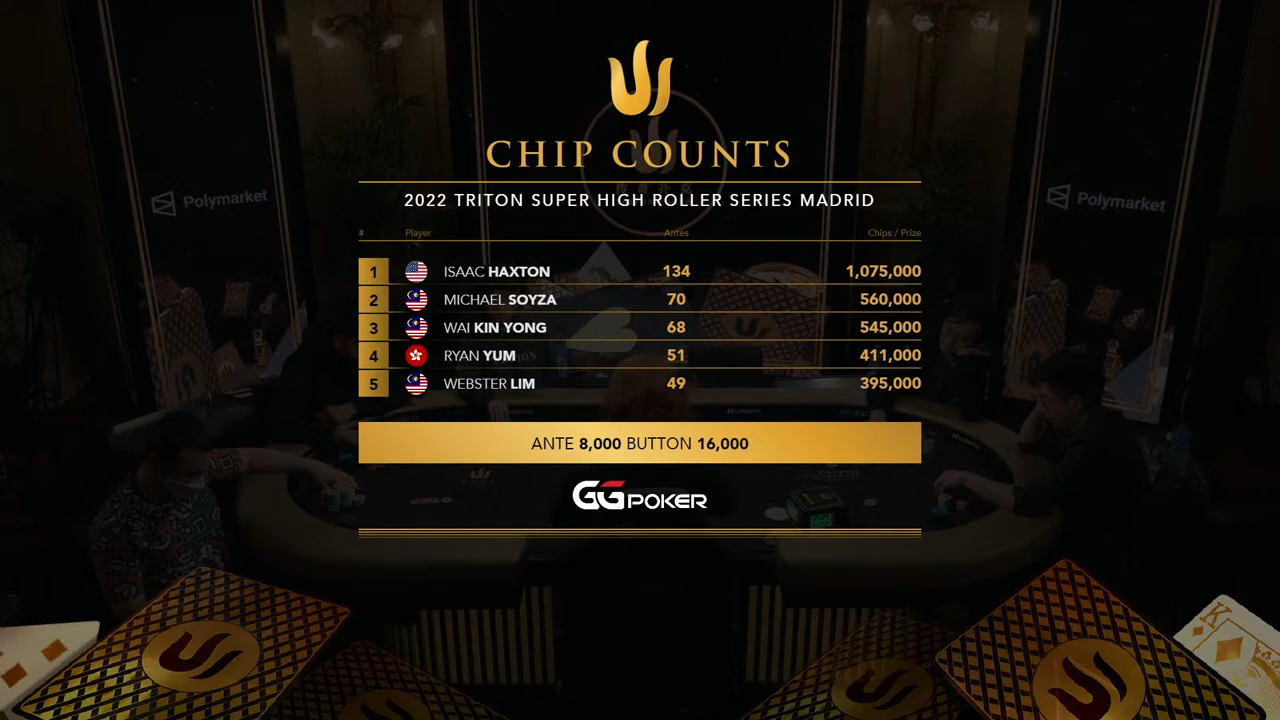 CHIP COUNTS
2022 TRITON SUPER HIGH ROLLER SERIES MADRID
# Player Antes Chips / Prize
1 ISAAC HAXTON 134 1,075,000
2 MICHAEL SOYZA 70 560,000
3 WAI KIN YONG 68 545,000
4 RYAN YUM 51 411,000
5 WEBSTER LIM 49 395,000
ANTE 8,000 BUTTON 16,000
GGPOKER
Polymarket
Polymarket
K